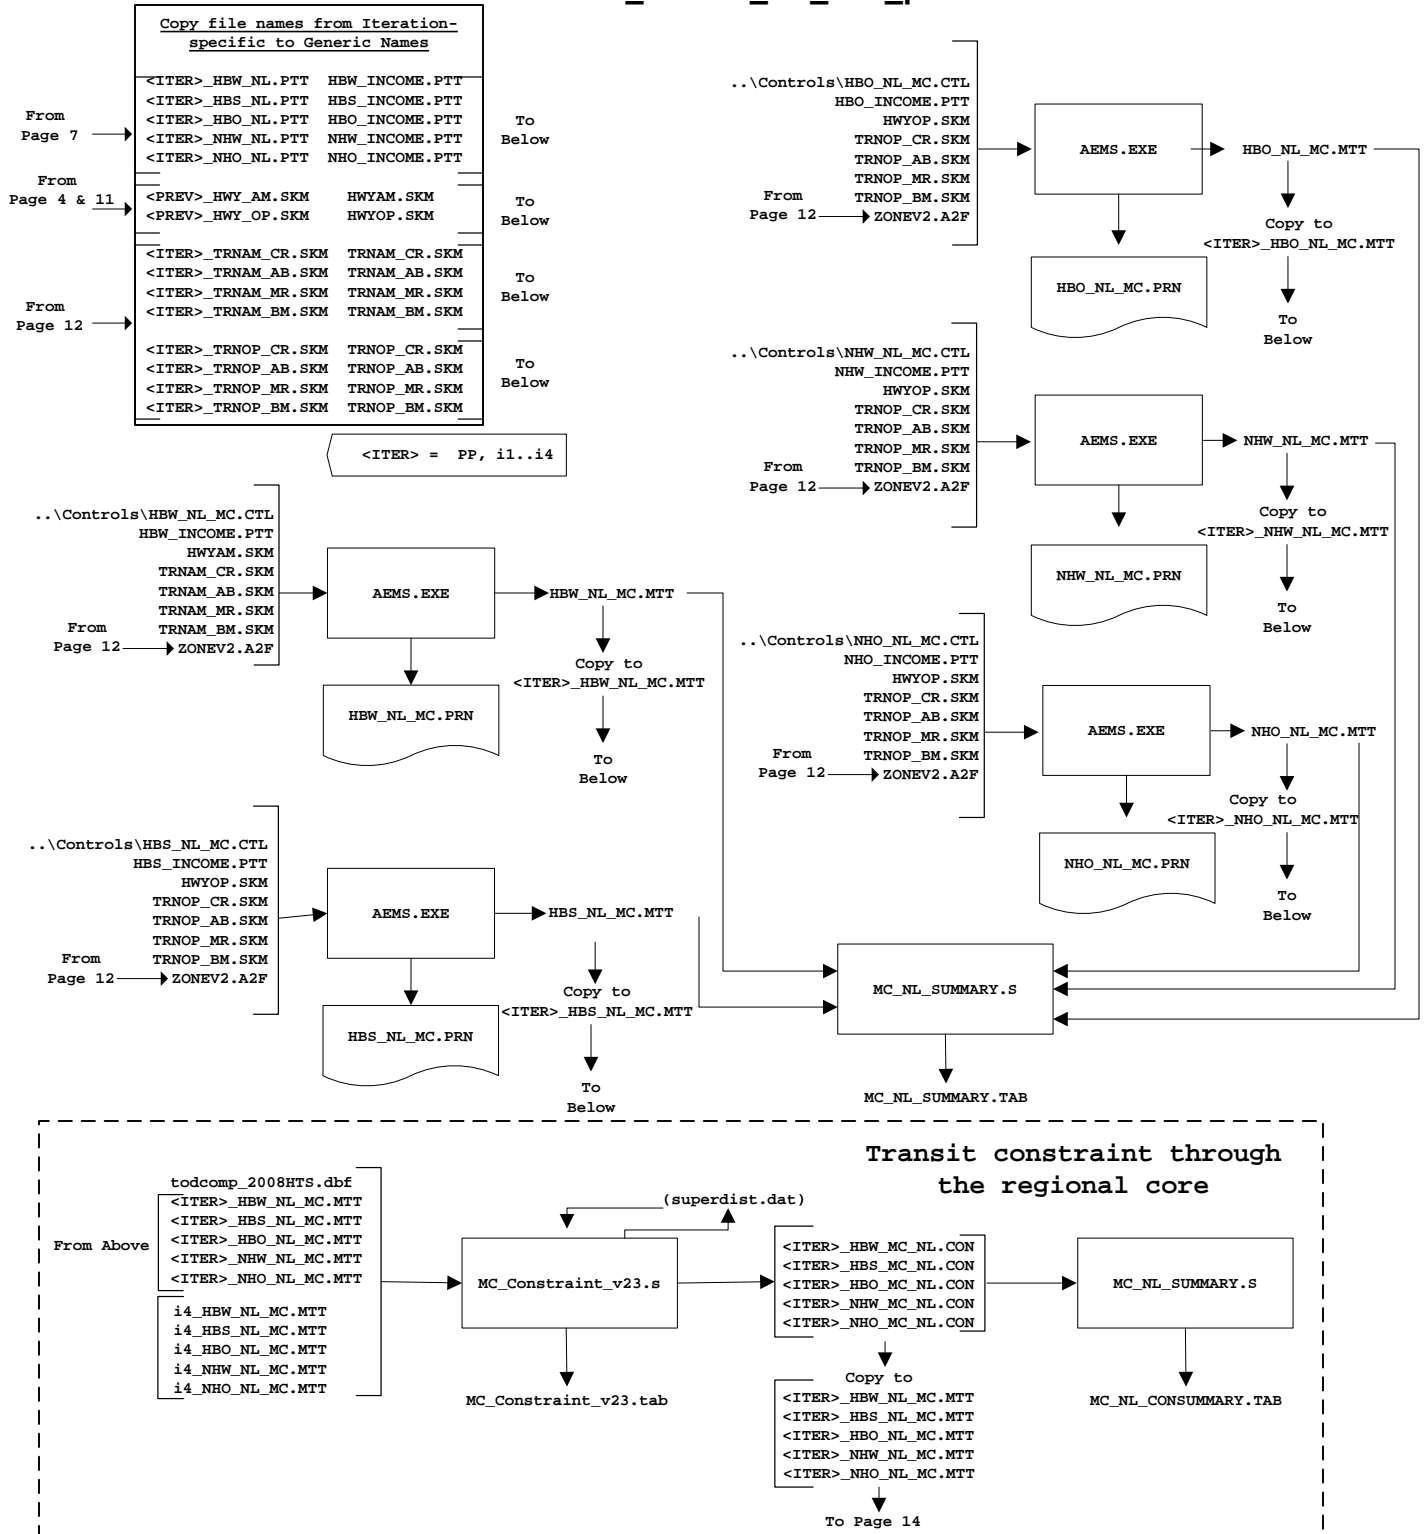 Copy file names from Iteration-
specific to Generic Names
<ITER>_HBW_NL.PTT HBW_INCOME.PTT
<ITER>_HBS_NL.PTT HBS_INCOME.PTT
<ITER>_HBO_NL.PTT HBO_INCOME.PTT
<ITER>_NHW_NL.PTT NHW_INCOME.PTT
<ITER>_NHO_NL.PTT NHO_INCOME.PTT
From
Page 7
To
Below
From
Page 4 & 11
<PREV>_HWY_AM.SKM HWYAM.SKM
<PREV>_HWY_OP.SKM HWYOP.SKM
To
Below
<ITER>_TRNAM_CR.SKM TRNAM_CR.SKM
<ITER>_TRNAM_AB.SKM TRNAM_AB.SKM
<ITER>_TRNAM_MR.SKM TRNAM_MR.SKM
<ITER>_TRNAM_BM.SKM TRNAM_BM.SKM
To
Below
From
Page 12
<ITER>_TRNOP_CR.SKM TRNOP_CR.SKM
<ITER>_TRNOP_AB.SKM TRNOP_AB.SKM
<ITER>_TRNOP_MR.SKM TRNOP_MR.SKM
<ITER>_TRNOP_BM.SKM TRNOP_BM.SKM
To
Below
<ITER> = PP, i1..i4
..\Controls\HBW_NL_MC.CTL
HBW_INCOME.PTT
HWYAM.SKM
TRNAM_CR.SKM
TRNAM_AB.SKM
TRNAM_MR.SKM
TRNAM_BM.SKM
From
Page 12
ZONEV2.A2F
AEMS.EXE
HBW_NL_MC.MTT
HBW_NL_MC.PRN
Copy to
<ITER>_HBW_NL_MC.MTT
To
Below
..\Controls\HBS_NL_MC.CTL
HBS_INCOME.PTT
HWYOP.SKM
TRNOP_CR.SKM
TRNOP_AB.SKM
TRNOP_MR.SKM
TRNOP_BM.SKM
From
Page 12
ZONEV2.A2F
AEMS.EXE
HBS_NL_MC.MTT
HBS_NL_MC.PRN
Copy to
<ITER>_HBS_NL_MC.MTT
To
Below
..\Controls\HBO_NL_MC.CTL
HBO_INCOME.PTT
HWYOP.SKM
TRNOP_CR.SKM
TRNOP_AB.SKM
TRNOP_MR.SKM
TRNOP_BM.SKM
From
Page 12
ZONEV2.A2F
AEMS.EXE
HBO_NL_MC.MTT
HBO_NL_MC.PRN
Copy to
<ITER>_HBO_NL_MC.MTT
To
Below
..\Controls\NHW_NL_MC.CTL
NHW_INCOME.PTT
HWYOP.SKM
TRNOP_CR.SKM
TRNOP_AB.SKM
TRNOP_MR.SKM
TRNOP_BM.SKM
From
Page 12
ZONEV2.A2F
AEMS.EXE
NHW_NL_MC.MTT
NHW_NL_MC.PRN
Copy to
<ITER>_NHW_NL_MC.MTT
To
Below
..\Controls\NHO_NL_MC.CTL
NHO_INCOME.PTT
HWYOP.SKM
TRNOP_CR.SKM
TRNOP_AB.SKM
TRNOP_MR.SKM
TRNOP_BM.SKM
From
Page 12
ZONEV2.A2F
AEMS.EXE
NHO_NL_MC.MTT
NHO_NL_MC.PRN
Copy to
<ITER>_NHO_NL_MC.MTT
To
Below
MC_NL_SUMMARY.S
MC_NL_SUMMARY.TAB
Transit constraint through
the regional core
From Above
todcomp_2008HTS.dbf
<ITER>_HBW_NL_MC.MTT
<ITER>_HBS_NL_MC.MTT
<ITER>_HBO_NL_MC.MTT
<ITER>_NHW_NL_MC.MTT
<ITER>_NHO_NL_MC.MTT
i4_HBW_NL_MC.MTT
i4_HBS_NL_MC.MTT
i4_HBO_NL_MC.MTT
i4_NHW_NL_MC.MTT
i4_NHO_NL_MC.MTT
(superdist.dat)
MC_Constraint_v23.s
MC_Constraint_v23.tab
<ITER>_HBW_MC_NL.CON
<ITER>_HBS_MC_NL.CON
<ITER>_HBO_MC_NL.CON
<ITER>_NHW_MC_NL.CON
<ITER>_NHO_MC_NL.CON
Copy to
<ITER>_HBW_NL_MC.MTT
<ITER>_HBS_NL_MC.MTT
<ITER>_HBO_NL_MC.MTT
<ITER>_NHW_NL_MC.MTT
<ITER>_NHO_NL_MC.MTT
To Page 14
MC_NL_SUMMARY.S
MC_NL_CONSUMMARY.TAB